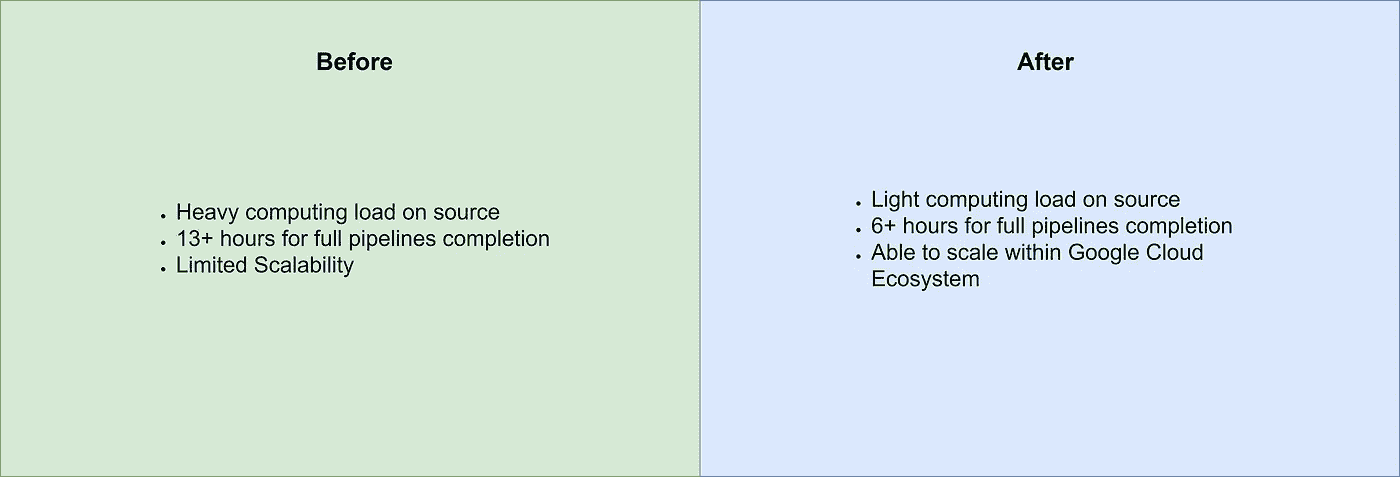 Before
• Heavy computing load on source
• 13+ hours for full pipelines completion
• Limited Scalability
After
• Light computing load on source
• 6+ hours for full pipelines completion
• Able to scale within Google Cloud
Ecosystem